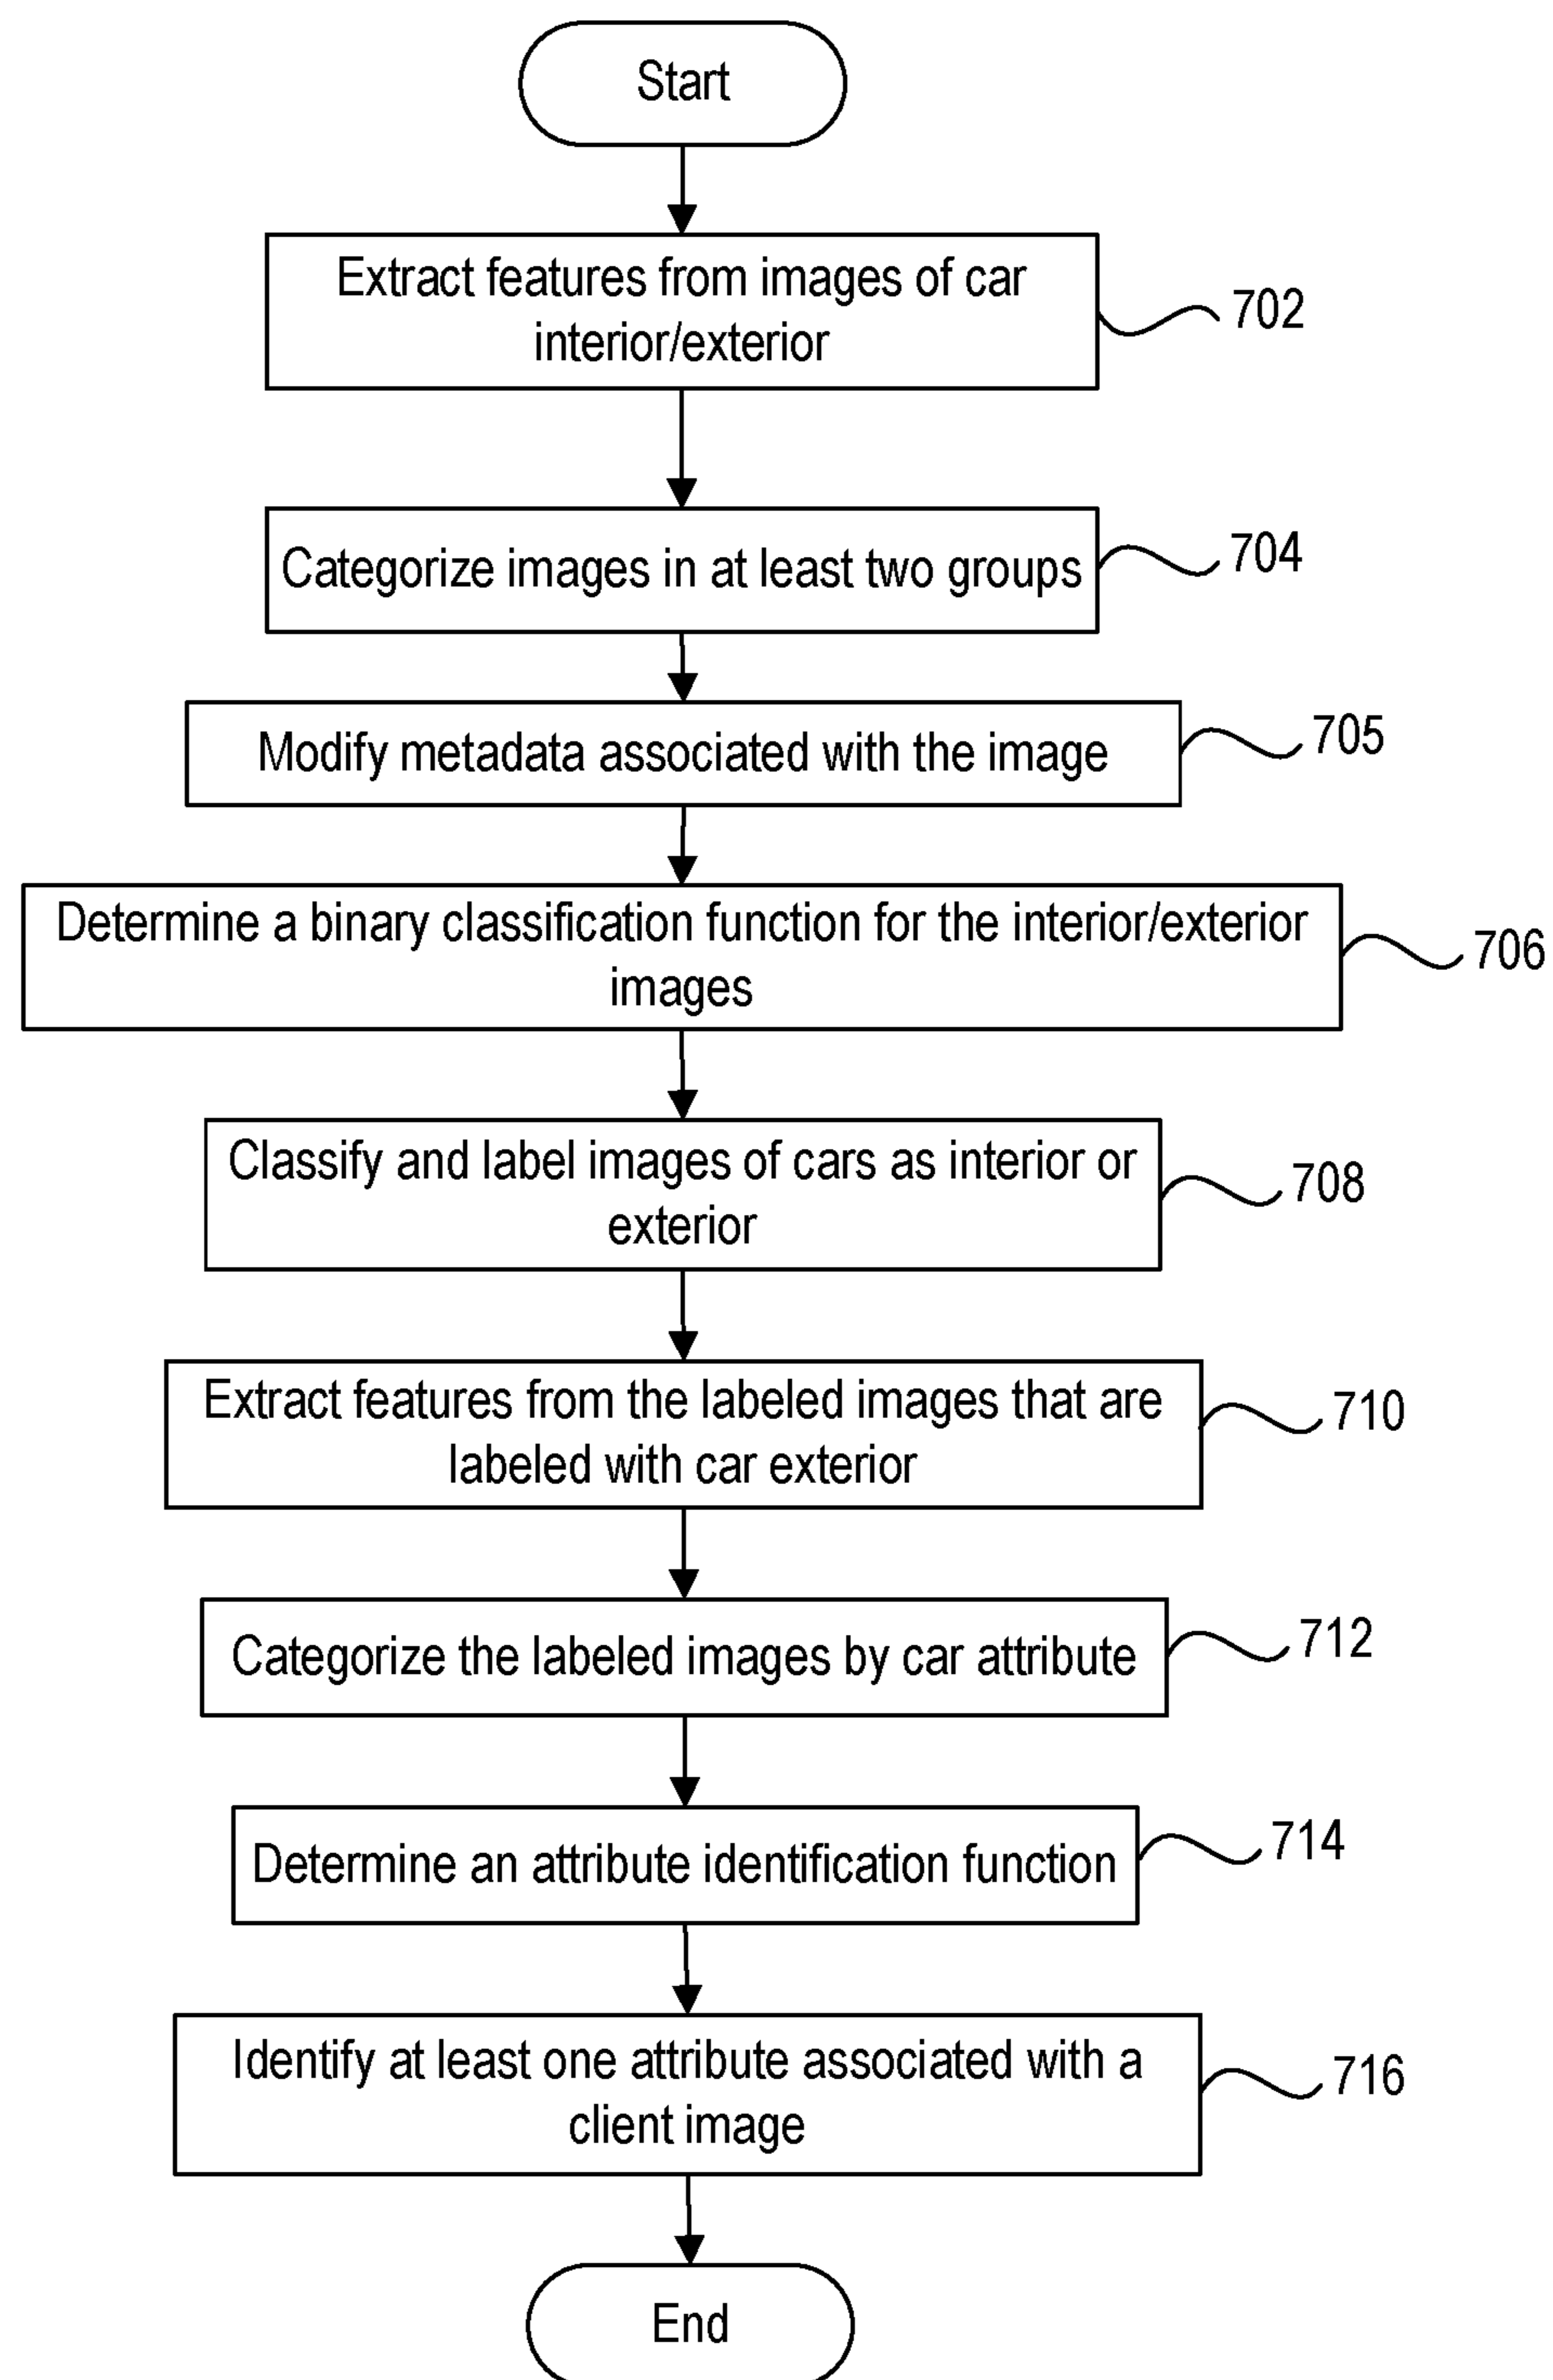 Start
Extract features from images of car
interior/exterior
702
Categorize images in at least two groups
704
Modify metadata associated with the image
705
Determine a binary classification function for the interior/exterior
images
706
Classify and label images of cars as interior or
exterior
708
Extract features from the labeled images that are
labeled with car exterior
710
Categorize the labeled images by car attribute
712
Determine an attribute identification function
714
Identify at least one attribute associated with a
client image
716
End